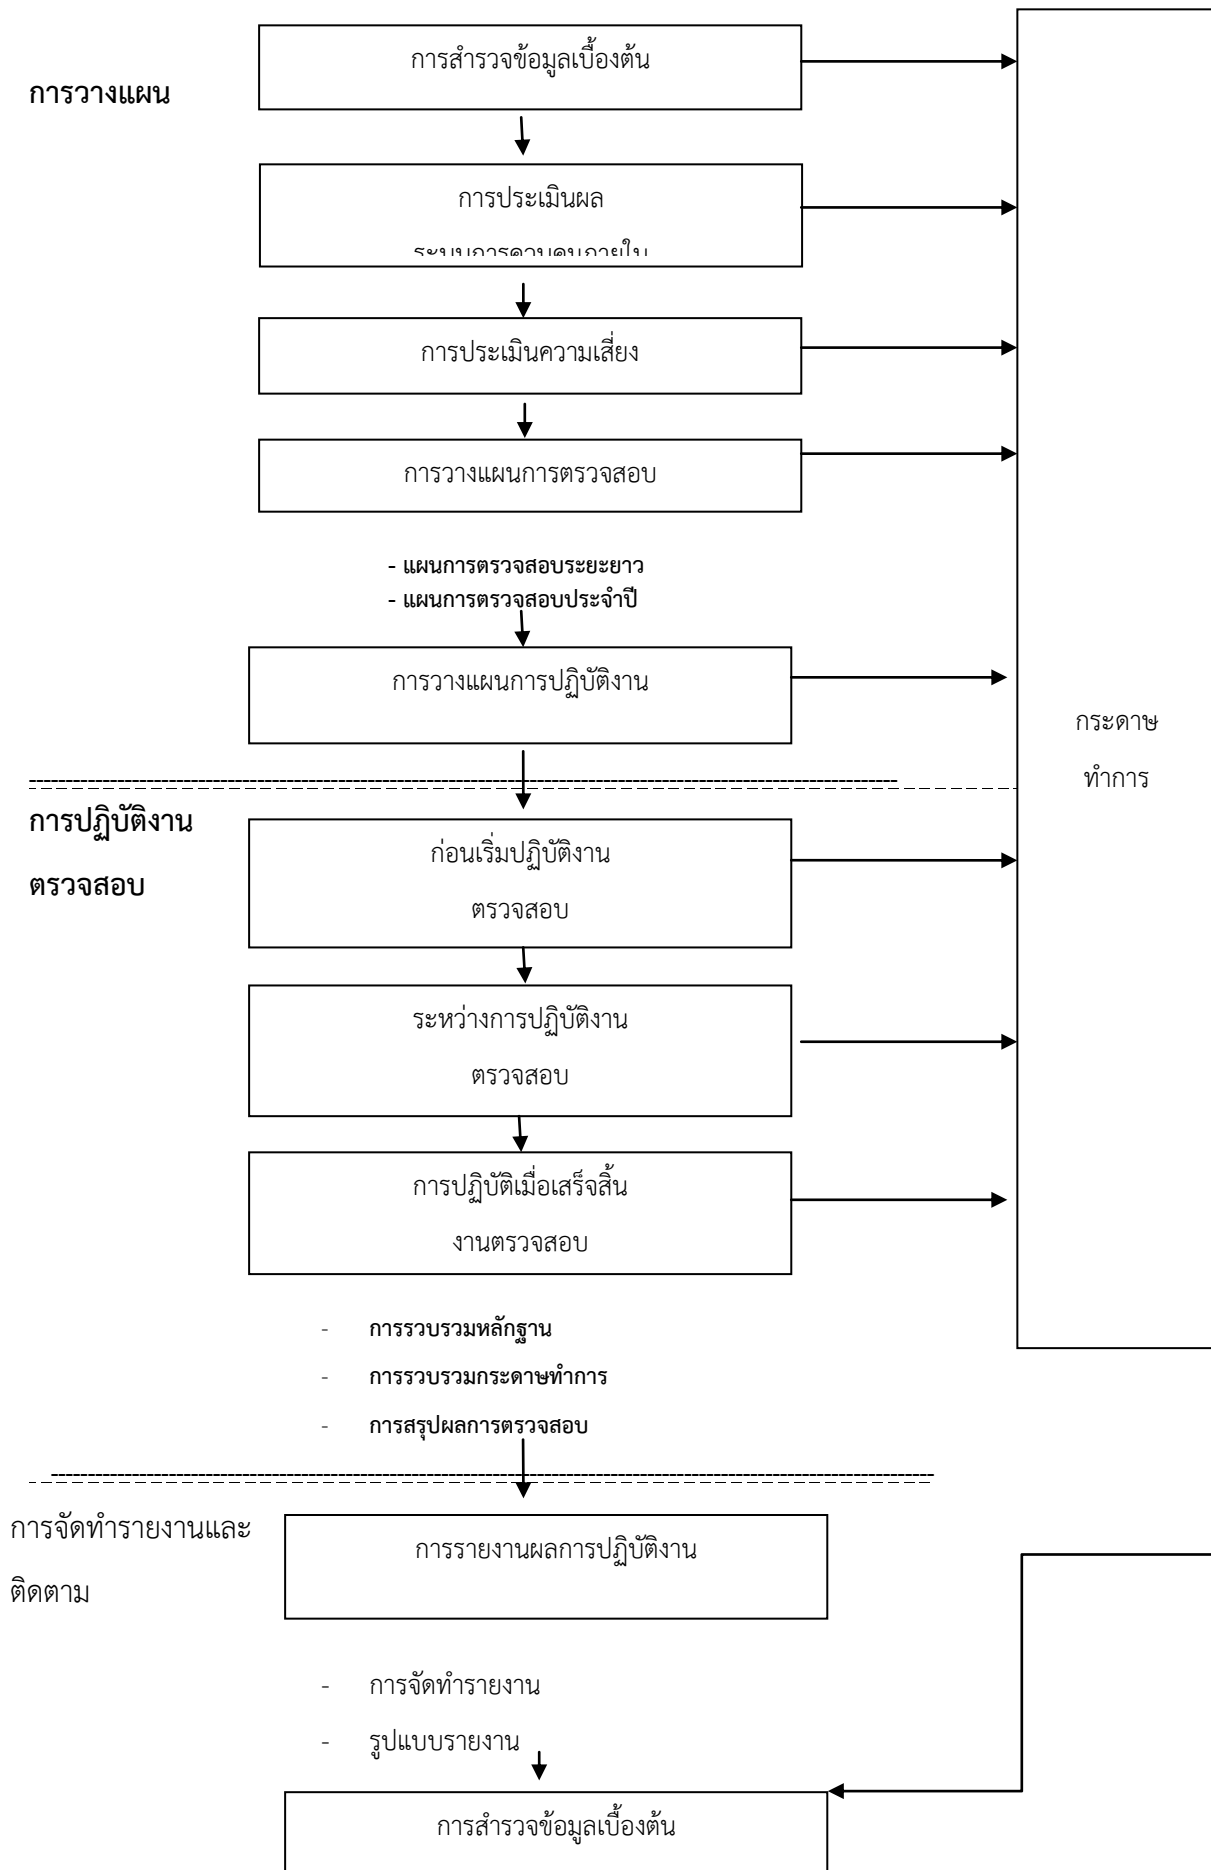 การสำรวจข้อมูลเบื้องต้น
การวางแผน
การประเมินผล
ระบบการควบคุมภายใน
การประเมินความเสี่ยง
การวางแผนการตรวจสอบ
- แผนการตรวจสอบระยะยาว
- แผนการตรวจสอบประจำปี
การวางแผนการปฏิบัติงาน
กระดาษ
ทำการ
การปฏิบัติงาน
ตรวจสอบ
ก่อนเริ่มปฏิบัติงาน
ตรวจสอบ
ระหว่างการปฏิบัติงาน
ตรวจสอบ
การปฏิบัติเมื่อเสร็จสิ้น
งานตรวจสอบ
- การรวบรวมหลักฐาน
- การรวบรวมกระดาษทำการ
- การสรุปผลการตรวจสอบ
การจัดทำรายงานและ
ติดตาม
การรายงานผลการปฏิบัติงาน
- การจัดทำรายงาน
- รูปแบบรายงาน
การสำรวจข้อมูลเบื้องต้น